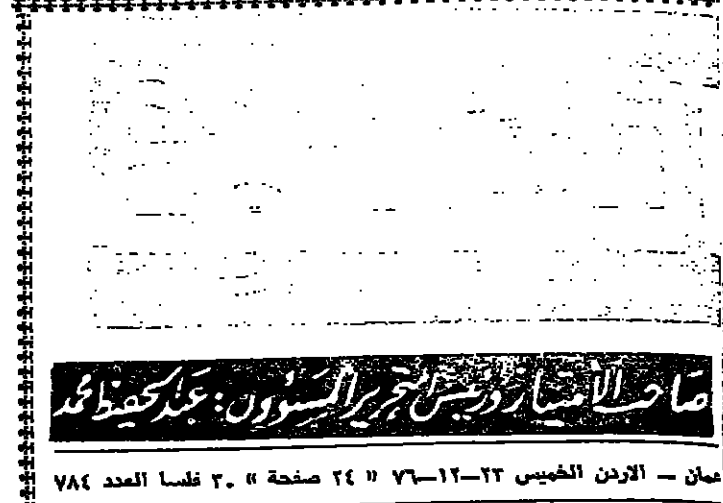 صاحب الامتياز ورئيس التحرير المسؤول: عبد الحفيظ محمد
عمان — الاردن الخميس ٢٣—١٢—٧٦ « ٢٤ صفحة » ٣٠ فلسا العدد ٧٨٤